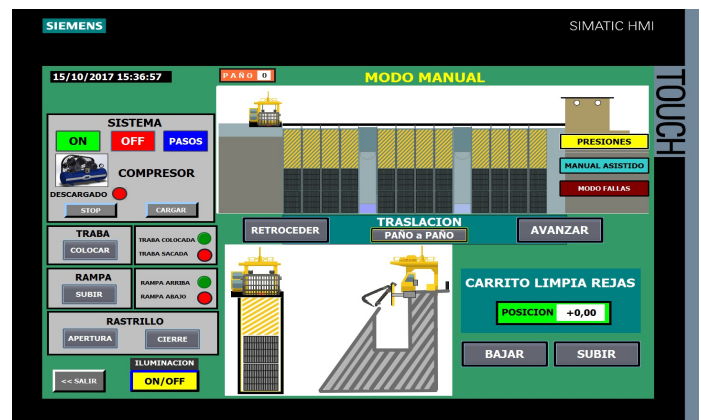 SIEMENS
SIMATIC HMI
TOUCH
15/10/2017 15:36:57
PAÑO 0
MODO MANUAL
SISTEMA
ON
OFF
PASOS
COMPRESOR
DESCARGADO
STOP
CARGAR
PRESIONES
MANUAL ASISTIDO
MODO FALLAS
TRABA
COLOCAR
TRABA COLOCADA
TRABA SACADA
RETROCEDER
TRASLACION
PAÑO a PAÑO
AVANZAR
RAMPA
SUBIR
RAMPA ARRIBA
RAMPA ABAJO
CARRITO LIMPIA REJAS
POSICION +0,00
RASTRILLO
APERTURA
CIERRE
BAJAR
SUBIR
ILUMINACION
<< SALIR
ON/OFF